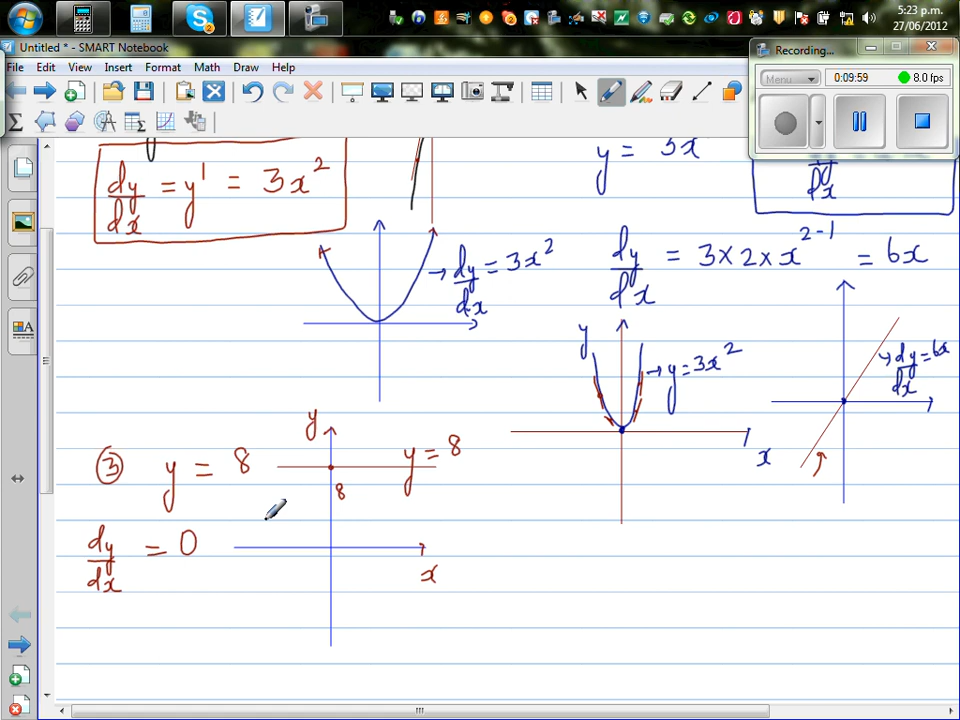 5:23 p.m.
27/06/2012
Untitled * - SMART Notebook
File Edit View Insert Format Math Draw Help
Recording...
Menu
0:09:59
8.0 fps
dy/dx = y' = 3x²
→ dy/dx = 3x²
y = 3x
dy/dx = 3 × 2 × x²⁻¹ = 6x
y
→ y = 3x²
x
→ dy/dx = 6x
③ y = 8
y
y = 8
8
dy/dx = 0
x